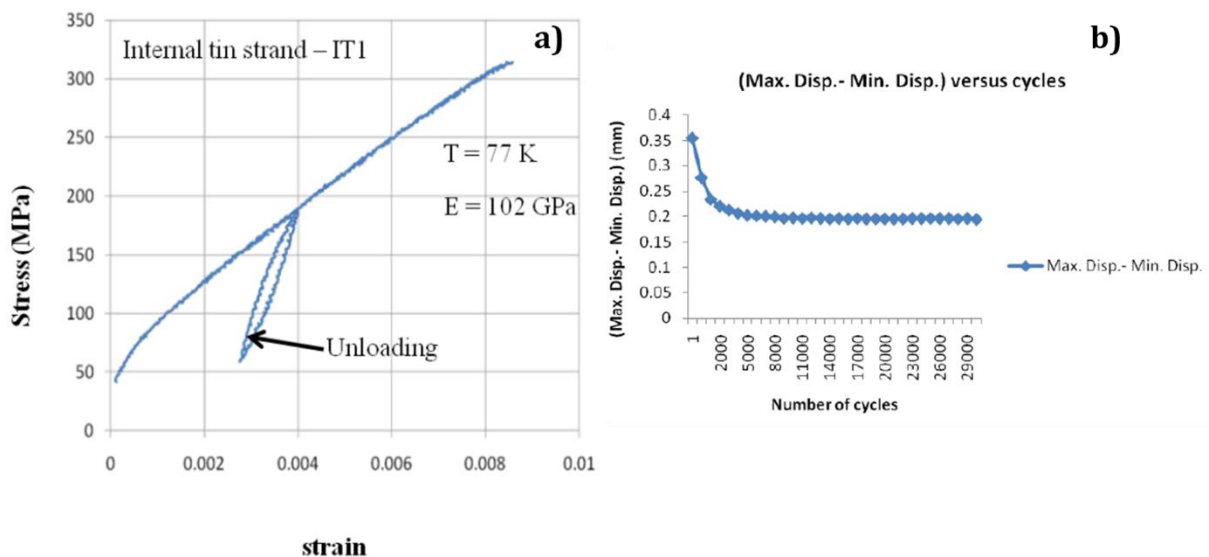 a)
Internal tin strand – IT1
T = 77 K
E = 102 GPa
Unloading
Stress (MPa)
350
300
250
200
150
100
50
0
0 0.002 0.004 0.006 0.008 0.01
strain
b)
(Max. Disp.- Min. Disp.) versus cycles
(Max. Disp.- Min. Disp.) (mm)
0.4
0.35
0.3
0.25
0.2
0.15
0.1
0.05
0
1 2000 5000 8000 11000 14000 17000 20000 23000 26000 29000
Number of cycles
Max. Disp.- Min. Disp.